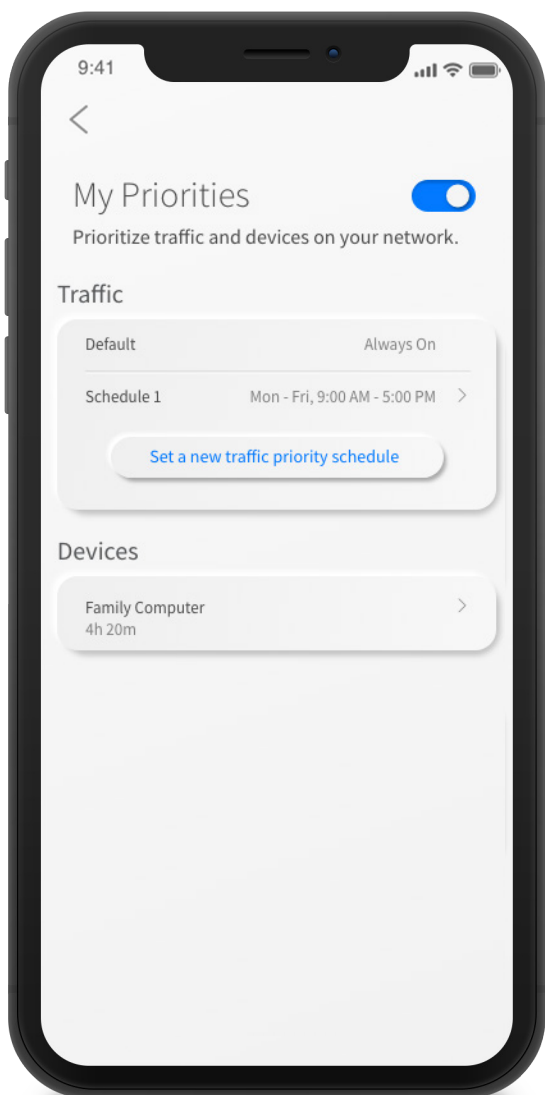 9:41
My Priorities
Prioritize traffic and devices on your network.
Traffic
Default Always On
Schedule 1 Mon - Fri, 9:00 AM - 5:00 PM
Set a new traffic priority schedule
Devices
Family Computer
4h 20m